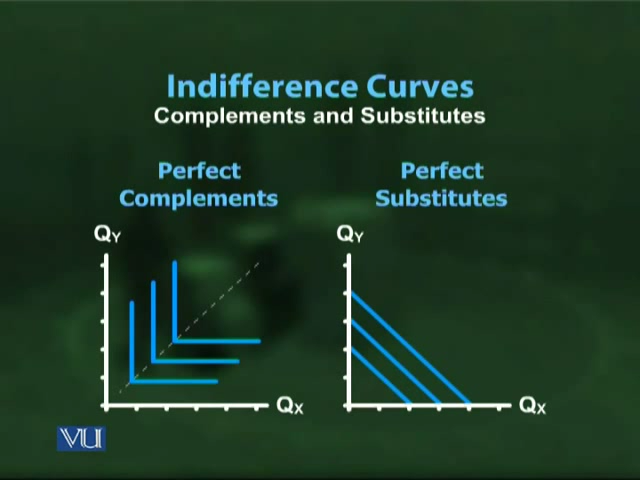 Indifference Curves
Complements and Substitutes
Perfect
Complements
Perfect
Substitutes
QY
QY
QX
QX
VU